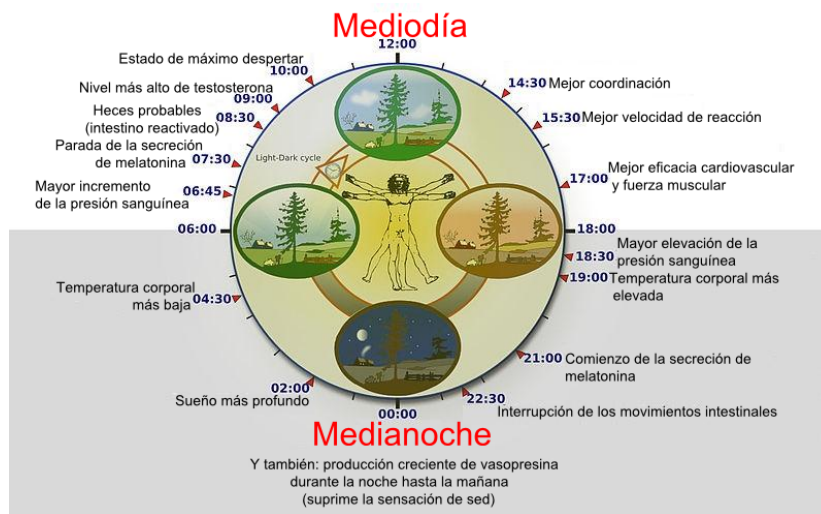 Mediodía
12:00
Estado de máximo despertar
10:00
Nivel más alto de testosterona
09:00
Heces probables
(intestino reactivado)
08:30
Parada de la secreción
de melatonina
07:30
Mayor incremento
de la presión sanguínea
06:45
06:00
Temperatura corporal
más baja
04:30
02:00
Sueño más profundo
00:00
Light-Dark cycle
14:30 Mejor coordinación
15:30 Mejor velocidad de reacción
17:00
Mejor eficacia cardiovascular
y fuerza muscular
18:00
18:30
Mayor elevación de la
presión sanguínea
19:00
Temperatura corporal más
elevada
21:00
Comienzo de la secreción de
melatonina
22:30
Interrupción de los movimientos intestinales
Medianoche
Y también: producción creciente de vasopresina
durante la noche hasta la mañana
(suprime la sensación de sed)